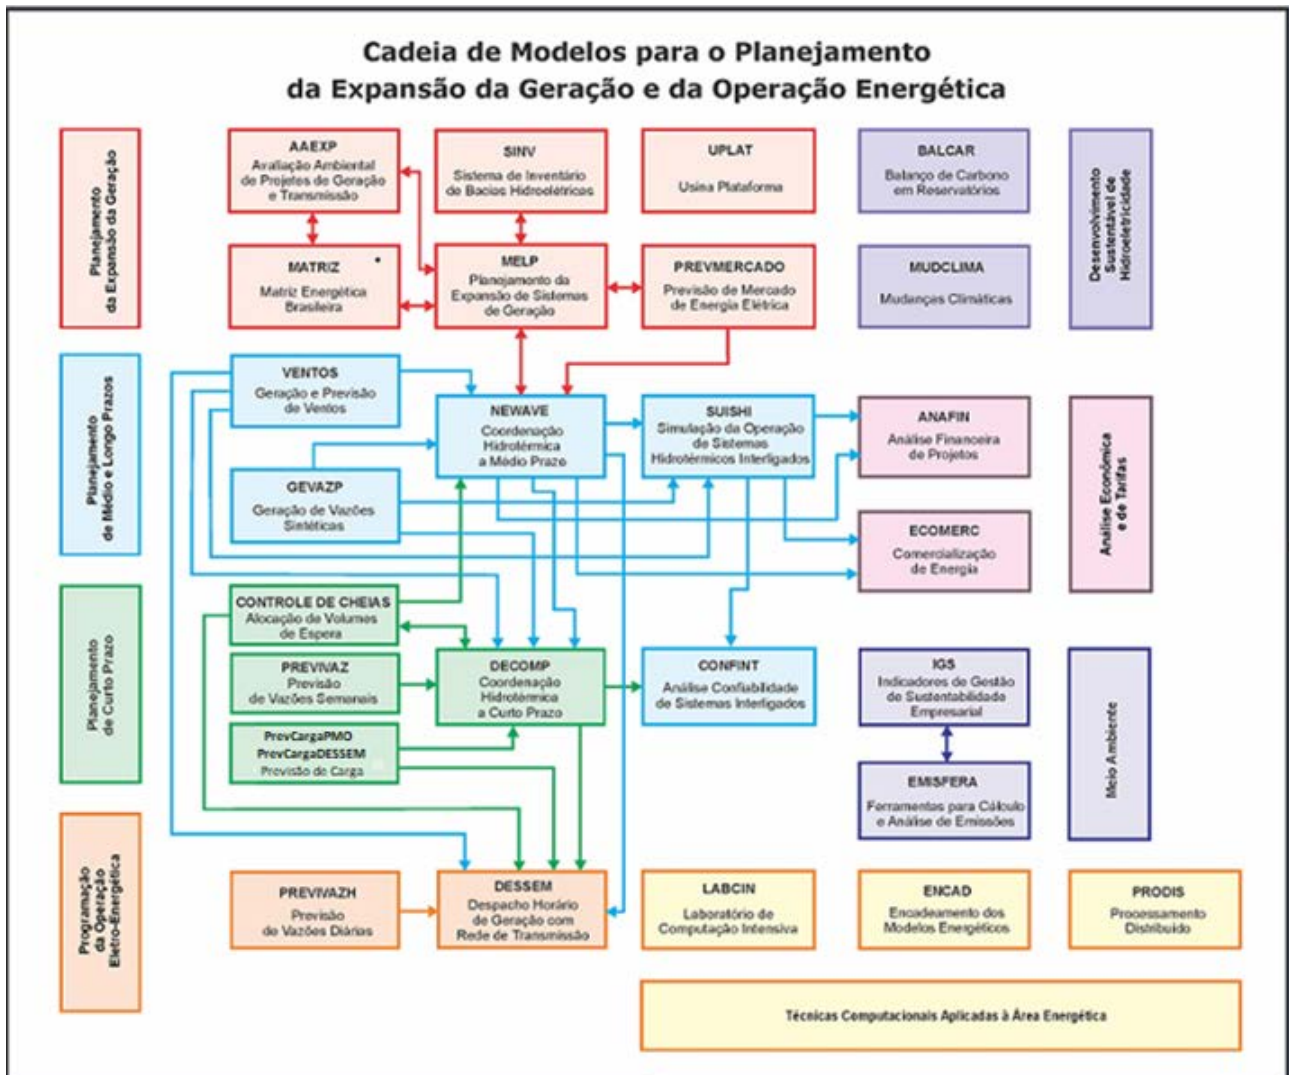 Cadeia de Modelos para o Planejamento
da Expansão da Geração e da Operação Energética
Planejamento
da Expansão da Geração
AAEXP
Avaliação Ambiental
de Projetos de Geração
e Transmissão
SINV
Sistema de Inventário
de Bacias Hidroelétricas
UPLAT
Usina Plataforma
BALCAR
Balanço de Carbono
em Reservatórios
Desenvolvimento
Sustentável de
Hidroeletricidade
MATRIZ
Matriz Energética
Brasileira
MELP
Planejamento da
Expansão de Sistemas
de Geração
PREVMERCADO
Previsão de Mercado
de Energia Elétrica
MUDCLIMA
Mudanças Climáticas
Planejamento
de Médio e Longo Prazos
VENTOS
Geração e Previsão
de Ventos
NEWAVE
Coordenação
Hidrotérmica
a Médio Prazo
SUISHI
Simulação da Operação
de Sistemas
Hidrotérmicos Interligados
ANAFIN
Análise Financeira
de Projetos
Análise Econômica
e de Tarifas
GEVAZP
Geração de Vazões
Sintéticas
ECOMERC
Comercialização
de Energia
Planejamento
de Curto Prazo
CONTROLE DE CHEIAS
Alocação de Volumes
de Espera
PREVIVAZ
Previsão
de Vazões Semanais
DECOMP
Coordenação
Hidrotérmica
a Curto Prazo
CONFINT
Análise Confiabilidade
de Sistemas Interligados
IGS
Indicadores de Gestão
de Sustentabilidade
Empresarial
Meio Ambiente
PrevCargaPMO
PrevCargaDESSEM
Previsão de Carga
EMISFERA
Ferramentas para Cálculo
e Análise de Emissões
Programação
da Operação
Eletro-Energética
PREVIVAZH
Previsão
de Vazões Diárias
DESSEM
Despacho Horário
de Geração com
Rede de Transmissão
LABCIN
Laboratório de
Computação Intensiva
ENCAD
Encadeamento dos
Modelos Energéticos
PRODIS
Processamento
Distribuído
Técnicas Computacionais Aplicadas à Área Energética